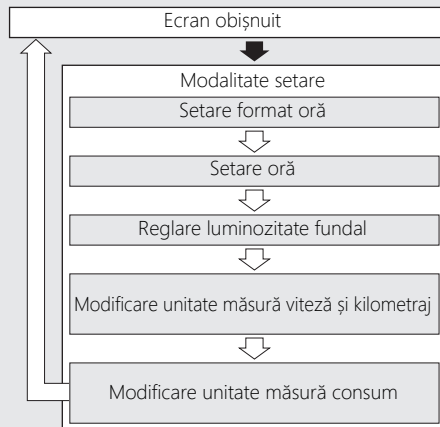 Ecran obișnuit
Modalitate setare
Setare format oră
Setare oră
Reglare luminozitate fundal
Modificare unitate măsură viteză și kilometraj
Modificare unitate măsură consum